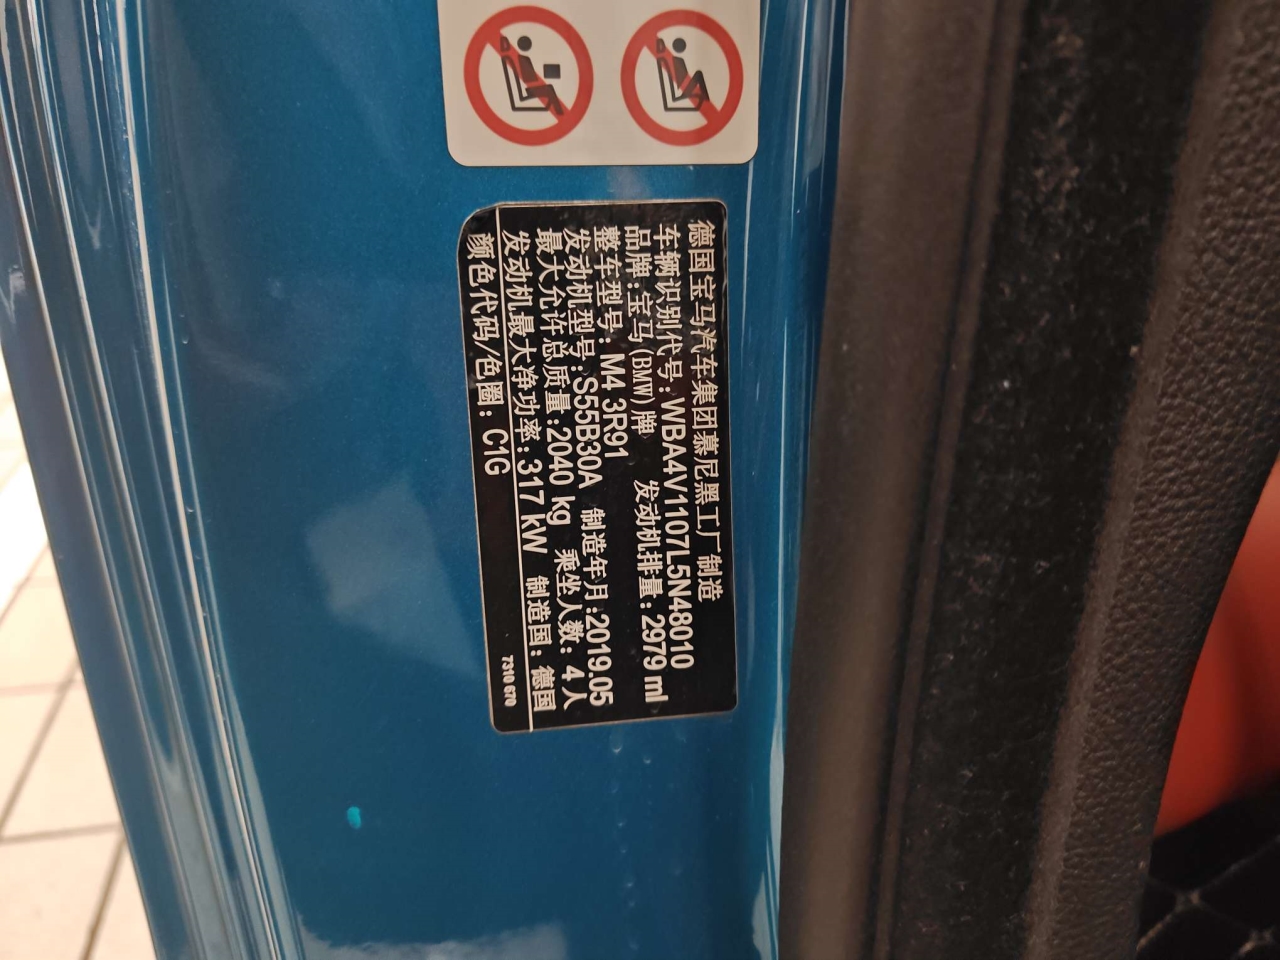 德国宝马汽车集团慕尼黑工厂制造
车辆识别代号：WBA4V1107L5N48010
品牌：宝马(BMW)牌 发动机排量：2979 ml
整车型号：M4 3R91
发动机型号：S55B30A 制造年月：2019.05
最大允许总质量：2040 kg 乘坐人数：4人
发动机最大净功率：317 kW 制造国：德国
颜色代码/色圈：C1G 7310 670